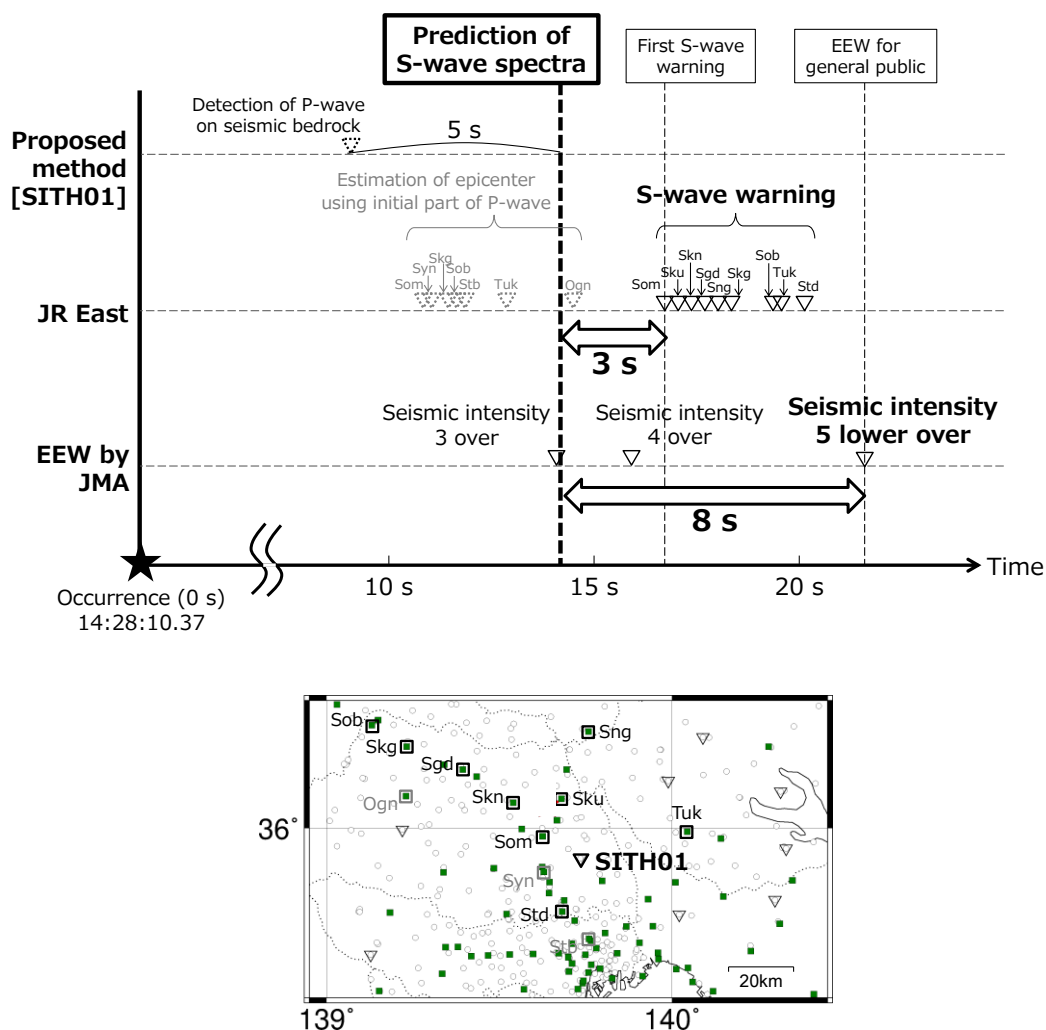 Prediction of
S-wave spectra
First S-wave
warning
EEW for
general public
Detection of P-wave
on seismic bedrock
5 s
Proposed
method
[SITH01]
Estimation of epicenter
using initial part of P-wave
S-wave warning
Skg
Syn
Sob
Som
Stb
Tuk
Ogn
Skn
Sob
Sku
Sgd
Skg
Tuk
Som
Sng
Std
JR East
3 s
Seismic intensity
3 over
Seismic intensity
4 over
Seismic intensity
5 lower over
EEW by
JMA
8 s
Time
10 s
15 s
20 s
Occurrence (0 s)
14:28:10.37
Sob
Sng
Skg
Sgd
Ogn
Skn
Sku
Tuk
36°
Som
SITH01
Syn
Std
Stb
20km
139°
140°